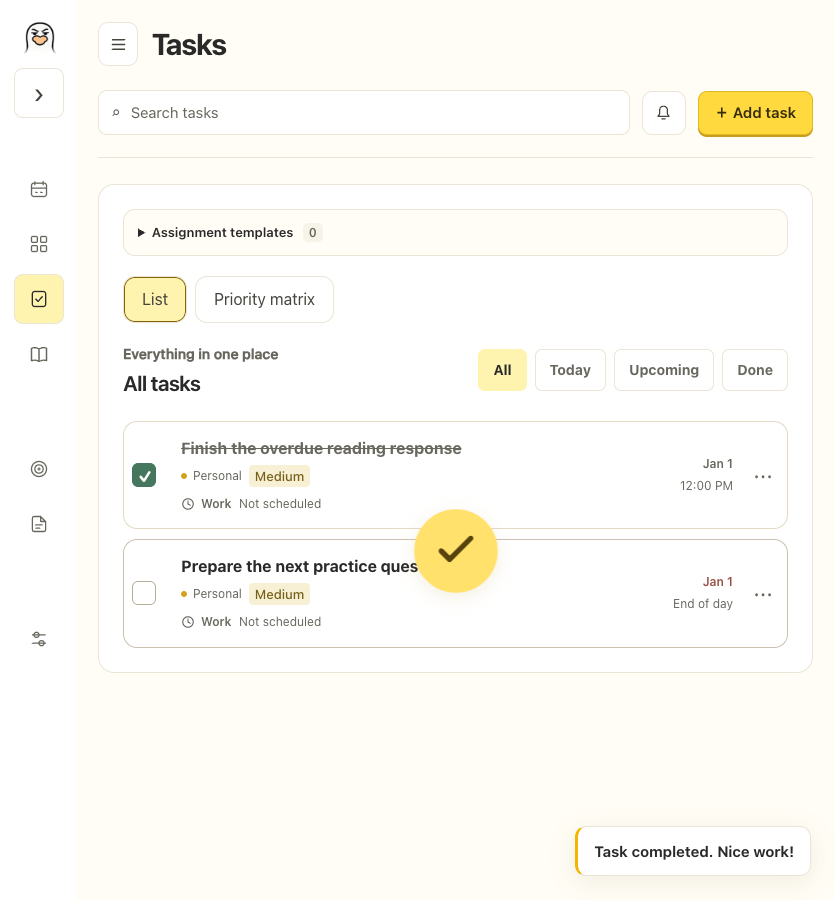 Tasks
Search tasks
+ Add task
Assignment templates 0
List
Priority matrix
Everything in one place
All tasks
All
Today
Upcoming
Done
Finish the overdue reading response
Personal Medium
Work Not scheduled
Jan 1
12:00 PM
Prepare the next practice ques
Personal Medium
Work Not scheduled
Jan 1
End of day
Task completed. Nice work!